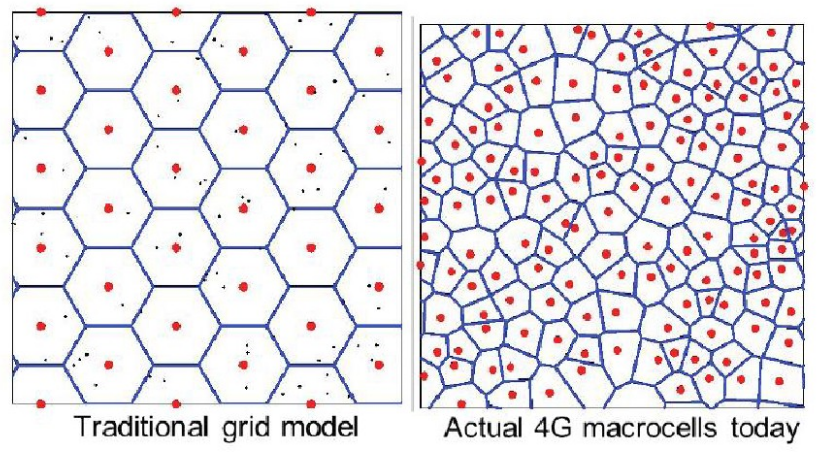 Traditional grid model
Actual 4G macrocells today